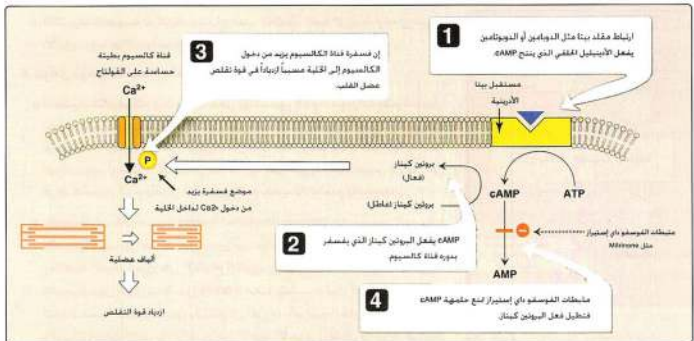 1
ارتباط مقلد بيتا مثل الدوبامين أو الدوبوتامين
يفعل الأدينيليل الحلقي الذي ينتج cAMP.
3
إن فسفرة قناة الكالسيوم يزيد من دخول
الكالسيوم إلى الخلية مسبباً ازدياداً في قوة تقلص
عضل القلب.
قناة كالسيوم بطيئة
حساسة على الفولتاج
Ca²⁺
مستقبل بيتا
الأدرينية
P
Ca²⁺
موضع فسفرة يزيد
من دخول Ca2 لداخل الخلية
بروتين كيناز
(فعال)
بروتين كيناز (عاطل)
cAMP
ATP
2
cAMP يفعل البروتين كيناز الذي يفسفر
بدوره قناة كالسيوم.
مثبطات الفوسفو داي إستيراز
مثل Milrinone
AMP
ألياف عضلية
ازدياد قوة التقلص
4
مثبطات الفوسفو داي إستيراز تمنع حلمهة cAMP
فتطيل فعل البروتين كيناز.